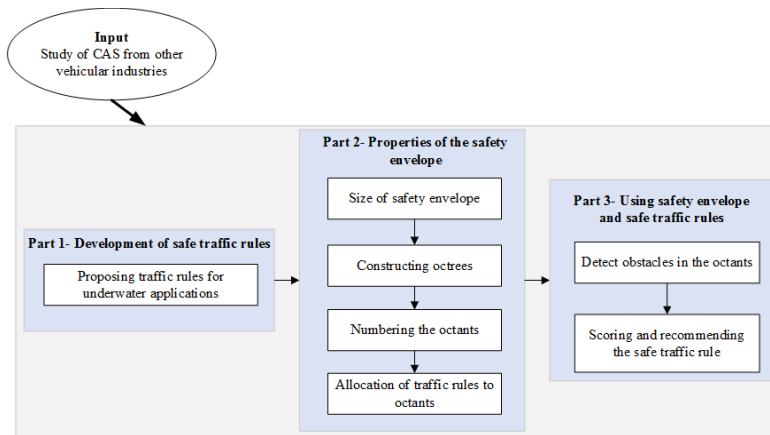 Input
Study of CAS from other
vehicular industries
Part 1- Development of safe traffic rules
Proposing traffic rules for
underwater applications
Part 2- Properties of the safety
envelope
Size of safety envelope
Constructing octrees
Numbering the octants
Allocation of traffic rules to
octants
Part 3- Using safety envelope
and safe traffic rules
Detect obstacles in the octants
Scoring and recommending
the safe traffic rule